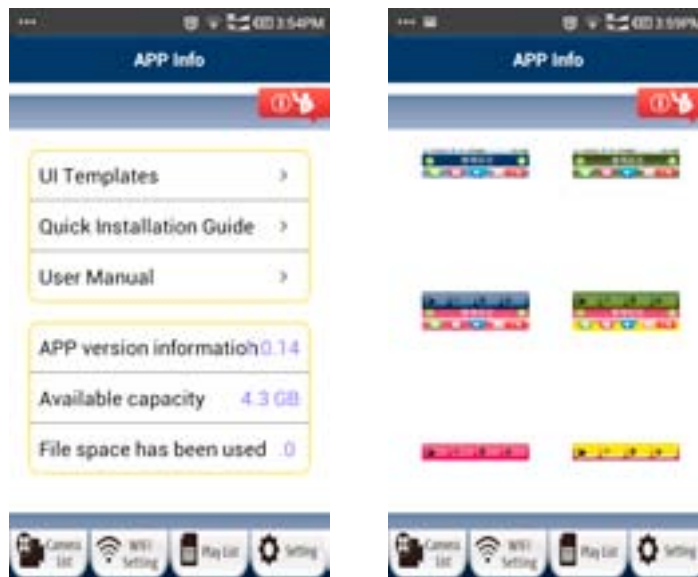 3:54PM
APP Info
UI Templates
Quick Installation Guide
User Manual
APP version information 0.14
Available capacity 4.3 GB
File space has been used .0
Camera List
WIFI Setting
Play List
Setting
3:59PM
APP Info
Camera List
WIFI Setting
Play List
Setting